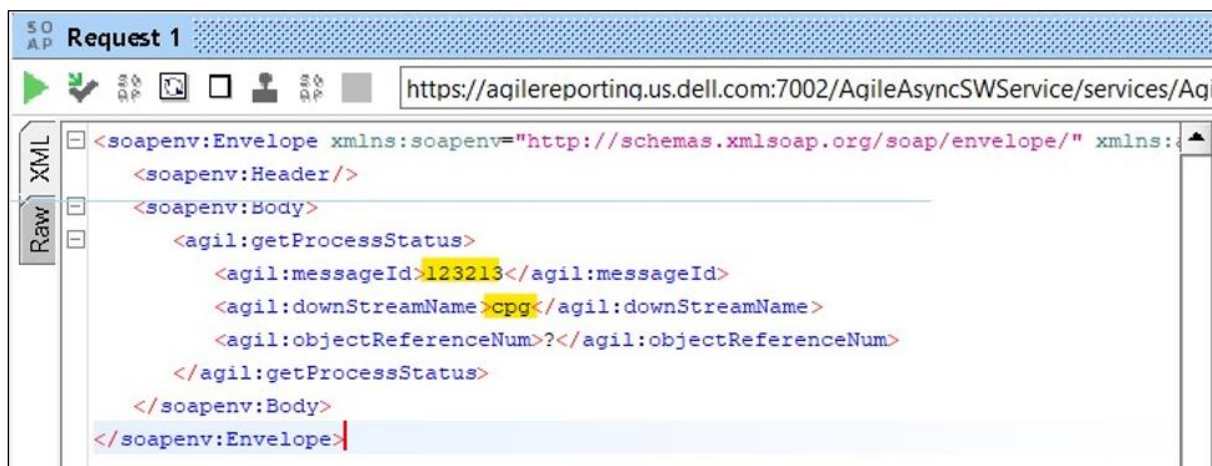 SOAP Request 1
https://agilereporting.us.dell.com:7002/AgileAsyncSWService/services/Agi
XML
Raw
<soapenv:Envelope xmlns:soapenv="http://schemas.xmlsoap.org/soap/envelope/" xmlns:a
<soapenv:Header/>
<soapenv:Body>
<agil:getProcessStatus>
<agil:messageId>123213</agil:messageId>
<agil:downStreamName>cpg</agil:downStreamName>
<agil:objectReferenceNum>?</agil:objectReferenceNum>
</agil:getProcessStatus>
</soapenv:Body>
</soapenv:Envelope>